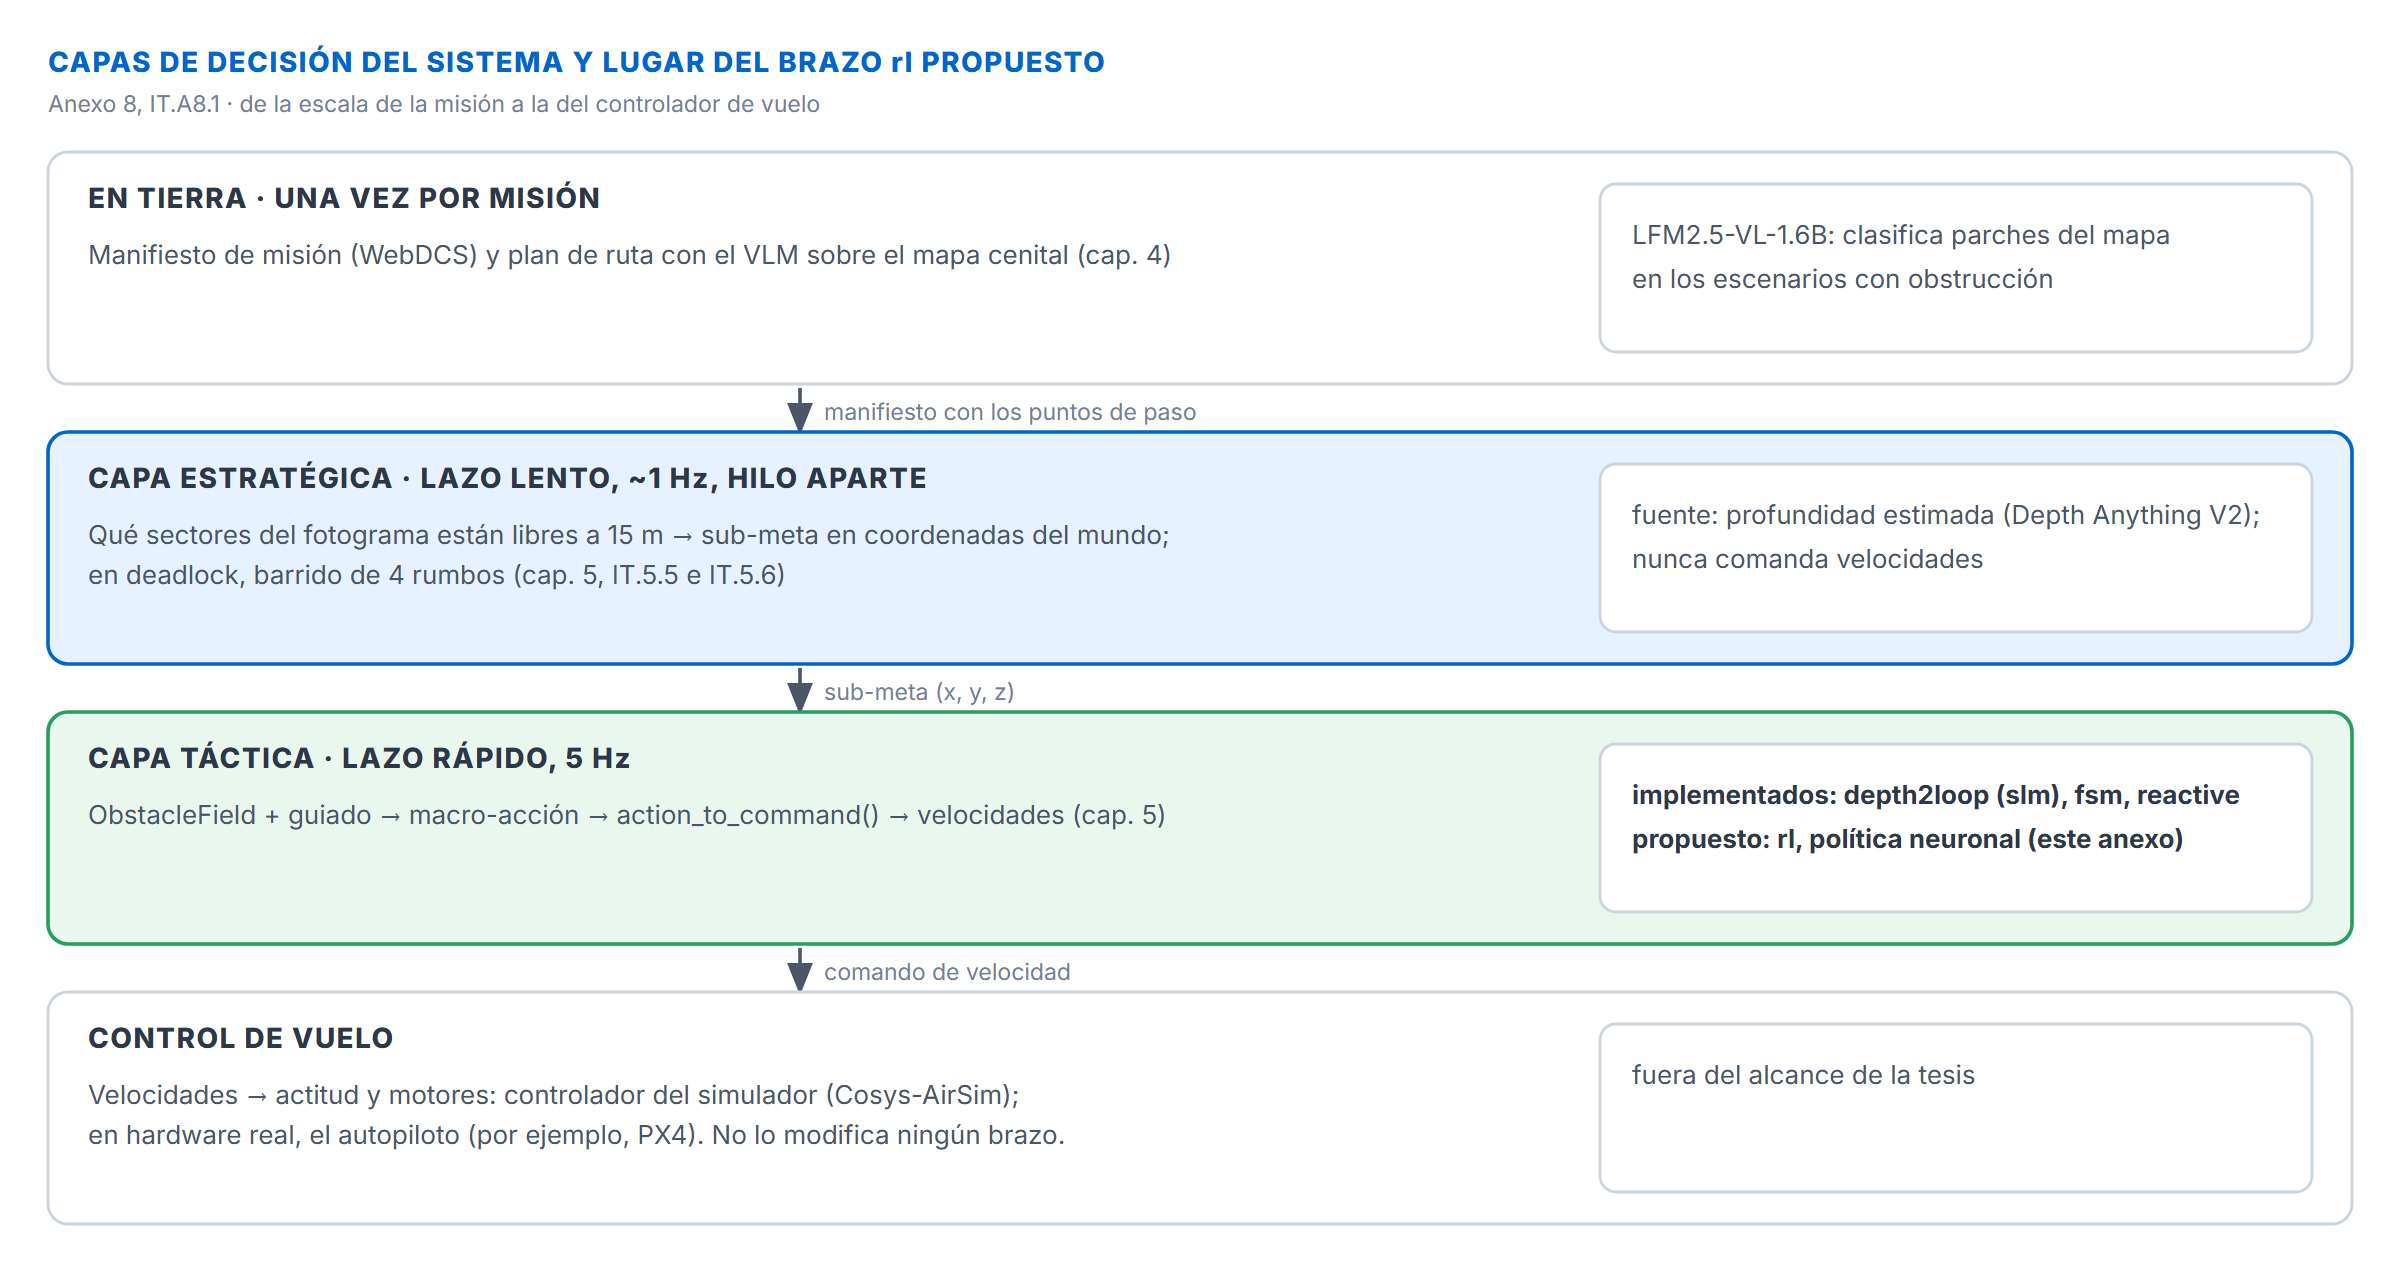 CAPAS DE DECISIÓN DEL SISTEMA Y LUGAR DEL BRAZO rl PROPUESTO
Anexo 8, IT.A8.1 · de la escala de la misión a la del controlador de vuelo
EN TIERRA · UNA VEZ POR MISIÓN
Manifiesto de misión (WebDCS) y plan de ruta con el VLM sobre el mapa cenital (cap. 4)
LFM2.5-VL-1.6B: clasifica parches del mapa
en los escenarios con obstrucción
manifiesto con los puntos de paso
CAPA ESTRATÉGICA · LAZO LENTO, ~1 Hz, HILO APARTE
Qué sectores del fotograma están libres a 15 m → sub-meta en coordenadas del mundo;
en deadlock, barrido de 4 rumbos (cap. 5, IT.5.5 e IT.5.6)
fuente: profundidad estimada (Depth Anything V2);
nunca comanda velocidades
sub-meta (x, y, z)
CAPA TÁCTICA · LAZO RÁPIDO, 5 Hz
ObstacleField + guiado → macro-acción → action_to_command() → velocidades (cap. 5)
implementados: depth2loop (slm), fsm, reactive
propuesto: rl, política neuronal (este anexo)
comando de velocidad
CONTROL DE VUELO
Velocidades → actitud y motores: controlador del simulador (Cosys-AirSim);
en hardware real, el autopiloto (por ejemplo, PX4). No lo modifica ningún brazo.
fuera del alcance de la tesis